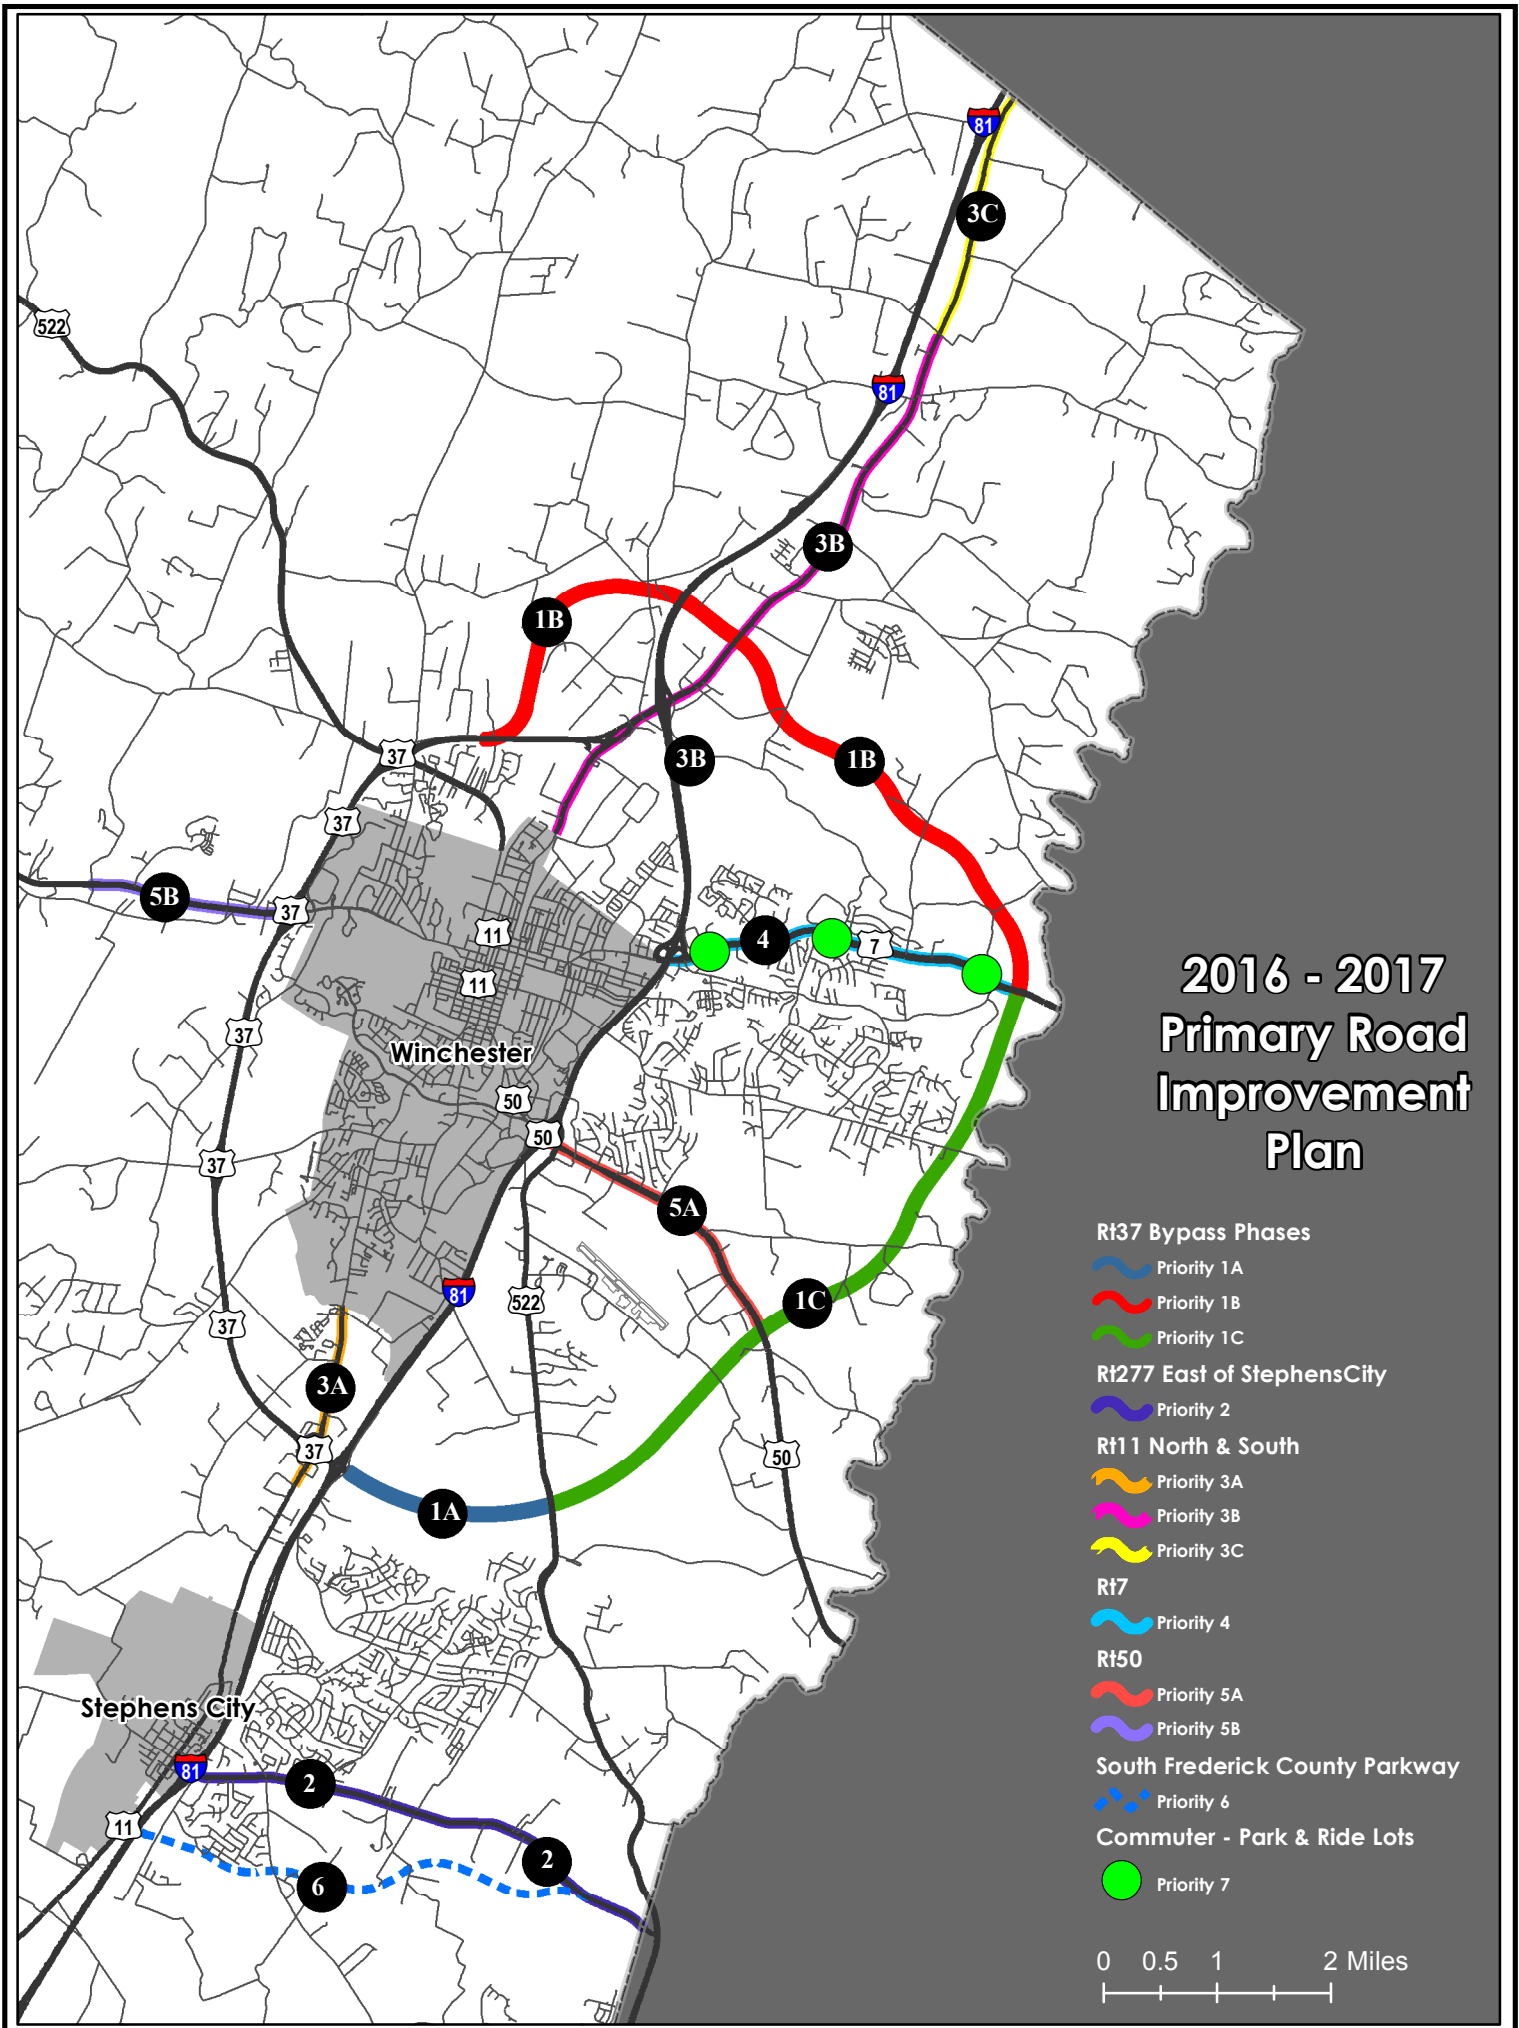 81
3C
522
81
3B
1B
37
3B
1B
37
5B
37
11
4
7
11
2016 - 2017
Primary Road
Improvement
Plan
37
Winchester
50
50
37
5A
Rt37 Bypass Phases
Priority 1A
81
522
1C
Priority 1B
37
Priority 1C
Rt277 East of StephensCity
3A
Priority 2
37
50
Rt11 North & South
Priority 3A
1A
Priority 3B
Priority 3C
Rt7
Priority 4
Rt50
Priority 5A
Stephens City
Priority 5B
81
2
South Frederick County Parkway
Priority 6
11
Commuter - Park & Ride Lots
2
6
Priority 7
0 0.5 1 2 Miles